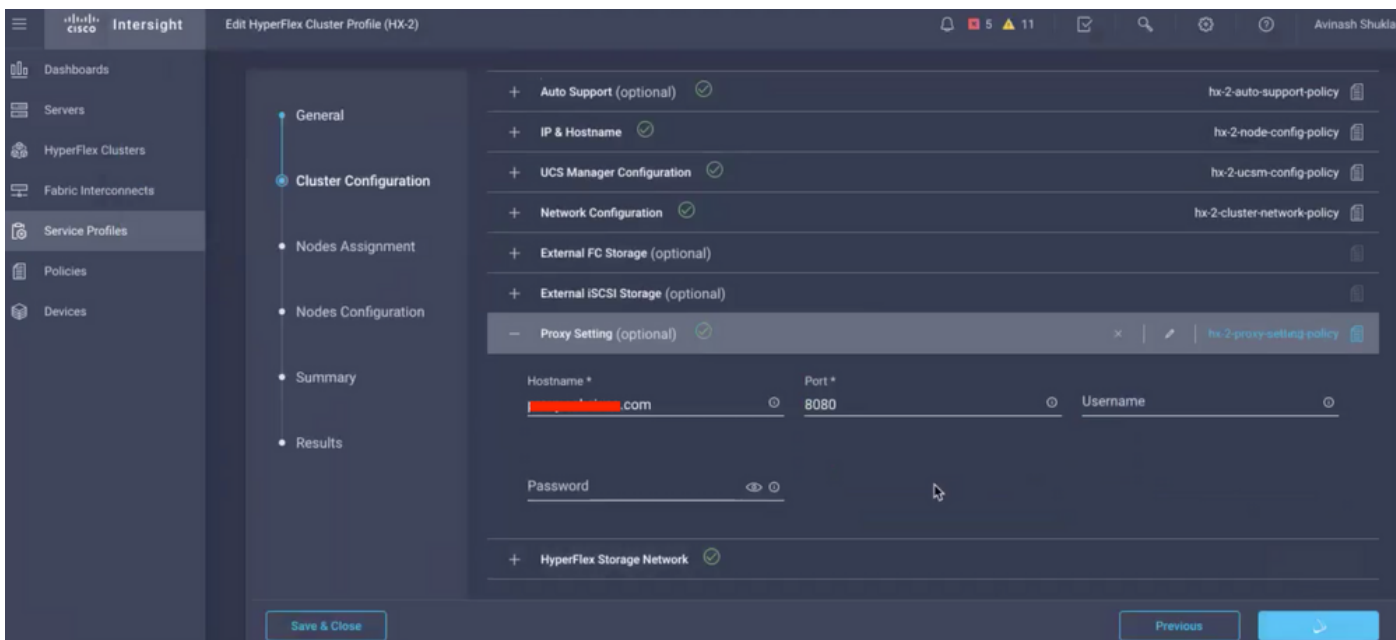 cisco Intersight
Edit HyperFlex Cluster Profile (HX-2)
5 11
Avinash Shukla
Dashboards
Servers
HyperFlex Clusters
Fabric Interconnects
Service Profiles
Policies
Devices
General
Cluster Configuration
Nodes Assignment
Nodes Configuration
Summary
Results
+ Auto Support (optional) hx-2-auto-support-policy
+ IP & Hostname hx-2-node-config-policy
+ UCS Manager Configuration hx-2-ucsm-config-policy
+ Network Configuration hx-2-cluster-network-policy
+ External FC Storage (optional)
+ External iSCSI Storage (optional)
− Proxy Setting (optional) × hx-2-proxy-setting-policy
Hostname * Port *
.com 8080 Username
Password
+ HyperFlex Storage Network
Save & Close Previous